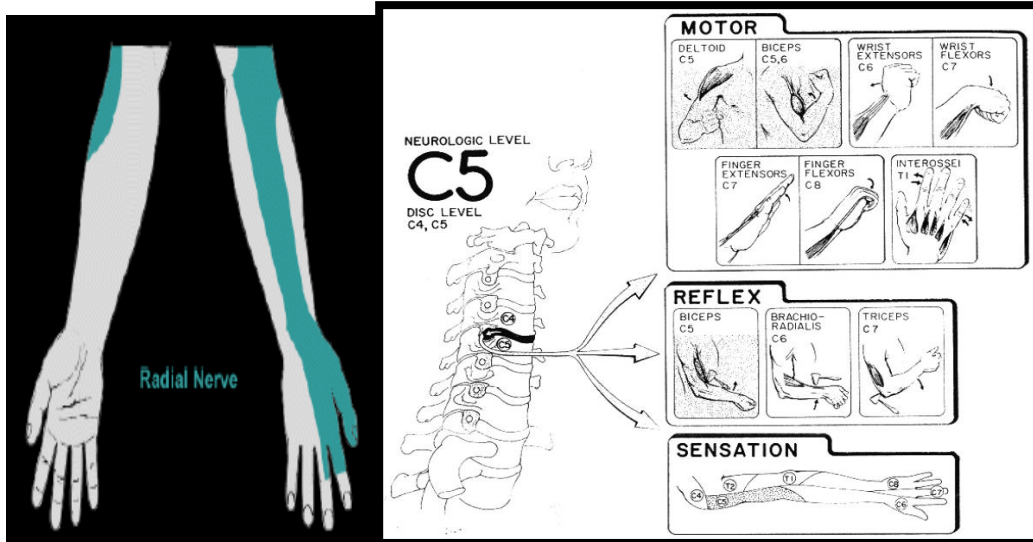 Radial Nerve
NEUROLOGIC LEVEL
C5
DISC LEVEL
C4, C5
C4
C5
MOTOR
DELTOID
C5
BICEPS
C5,6
WRIST
EXTENSORS
C6
WRIST
FLEXORS
C7
FINGER
EXTENSORS
C7
FINGER
FLEXORS
C8
INTEROSSEI
T1
REFLEX
BICEPS
C5
BRACHIO-
RADIALIS
C6
TRICEPS
C7
SENSATION
C4
C5
T2
T1
C8
C7
C6